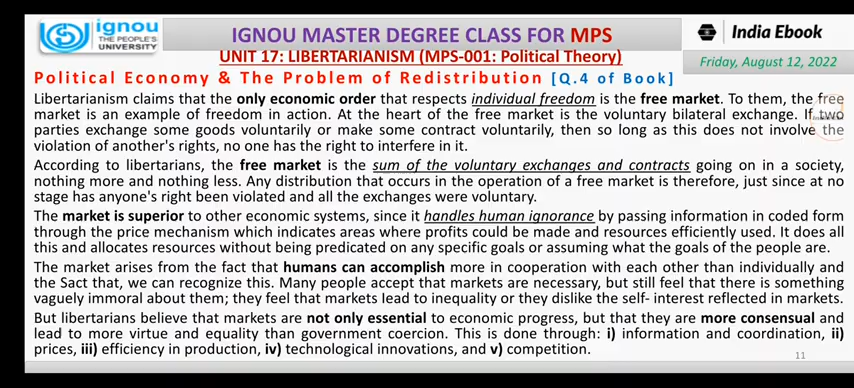 ignou
THE PEOPLE'S
UNIVERSITY
IGNOU MASTER DEGREE CLASS FOR MPS
India Ebook
UNIT 17: LIBERTARIANISM (MPS-001: Political Theory)
Friday, August 12, 2022
Political Economy & The Problem of Redistribution [Q.4 of Book]
Libertarianism claims that the only economic order that respects individual freedom is the free market. To them, the free
market is an example of freedom in action. At the heart of the free market is the voluntary bilateral exchange. If two
parties exchange some goods voluntarily or make some contract voluntarily, then so long as this does not involve the
violation of another's rights, no one has the right to interfere in it.
According to libertarians, the free market is the sum of the voluntary exchanges and contracts going on in a society,
nothing more and nothing less. Any distribution that occurs in the operation of a free market is therefore, just since at no
stage has anyone's right been violated and all the exchanges were voluntary.
The market is superior to other economic systems, since it handles human ignorance by passing information in coded form
through the price mechanism which indicates areas where profits could be made and resources efficiently used. It does all
this and allocates resources without being predicated on any specific goals or assuming what the goals of the people are.
The market arises from the fact that humans can accomplish more in cooperation with each other than individually and
the Sact that, we can recognize this. Many people accept that markets are necessary, but still feel that there is something
vaguely immoral about them; they feel that markets lead to inequality or they dislike the self- interest reflected in markets.
But libertarians believe that markets are not only essential to economic progress, but that they are more consensual and
lead to more virtue and equality than government coercion. This is done through: i) information and coordination, ii)
prices, iii) efficiency in production, iv) technological innovations, and v) competition.
11